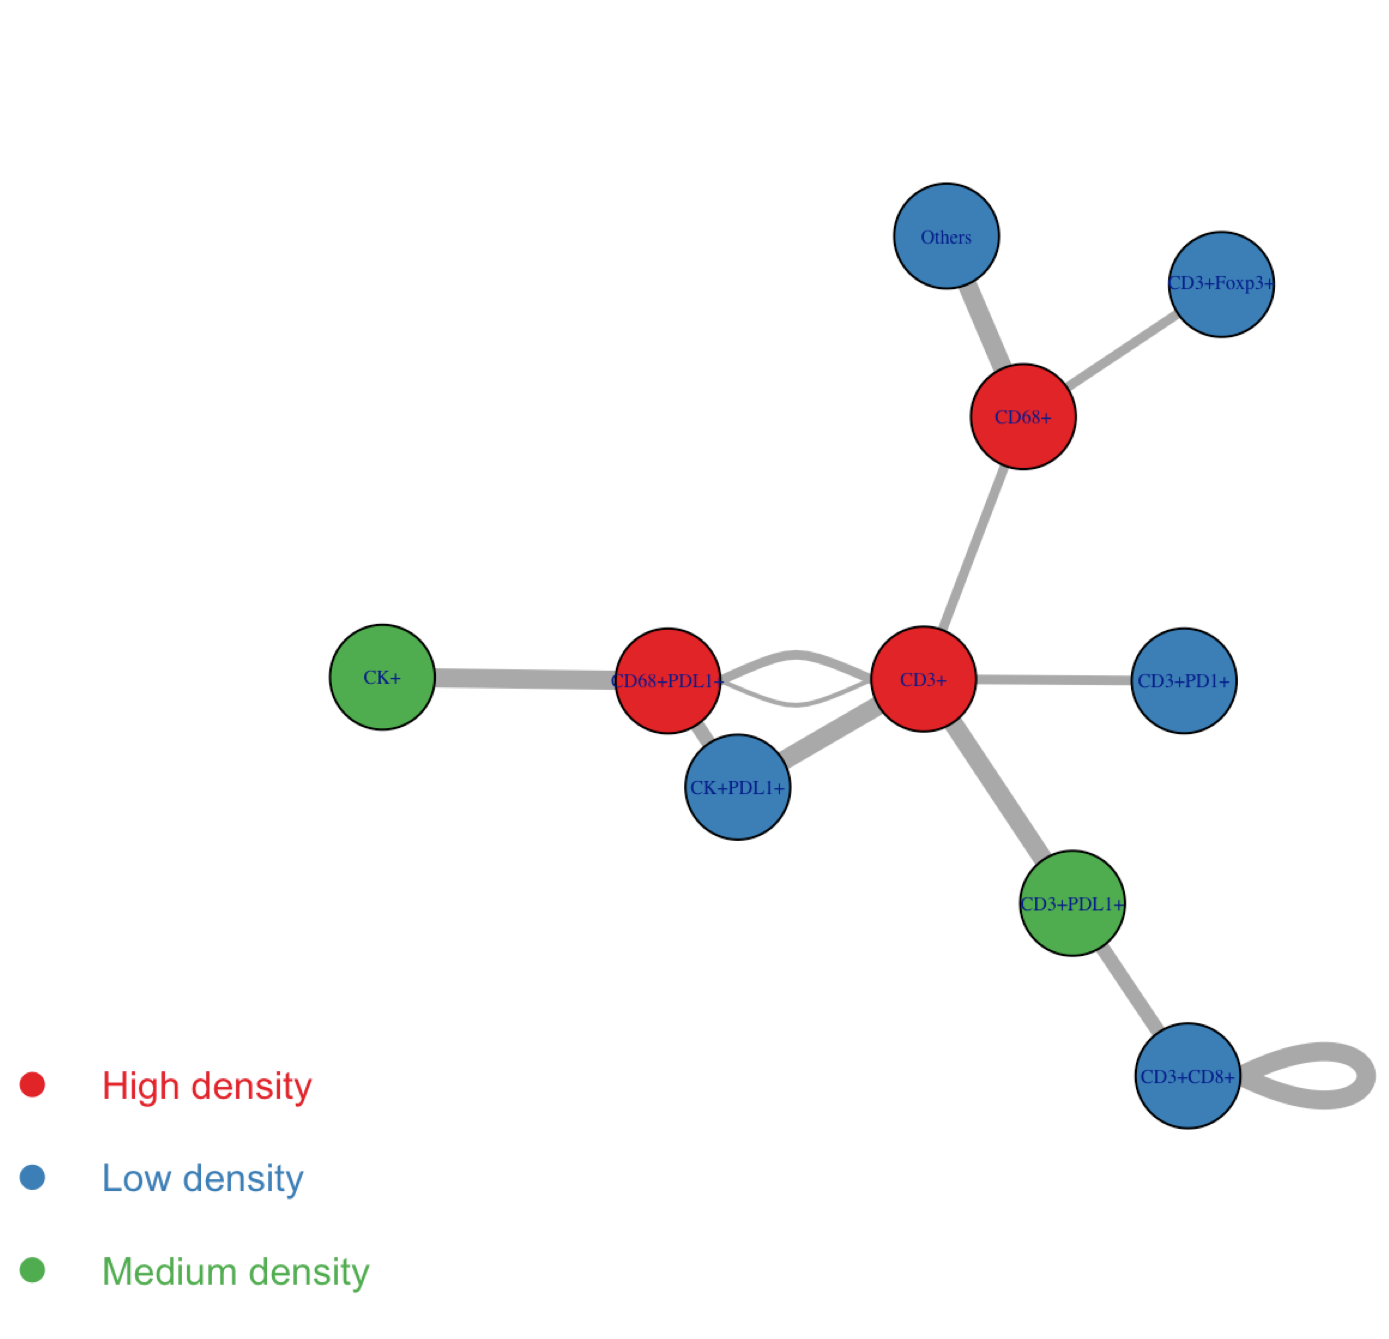 Others
CD3+Foxp3+
CD68+
CK+
CD68+PDL1+
CD3+
CD3+PD1+
CK+PDL1+
CD3+PDL1+
CD3+CD8+
High density
Low density
Medium density